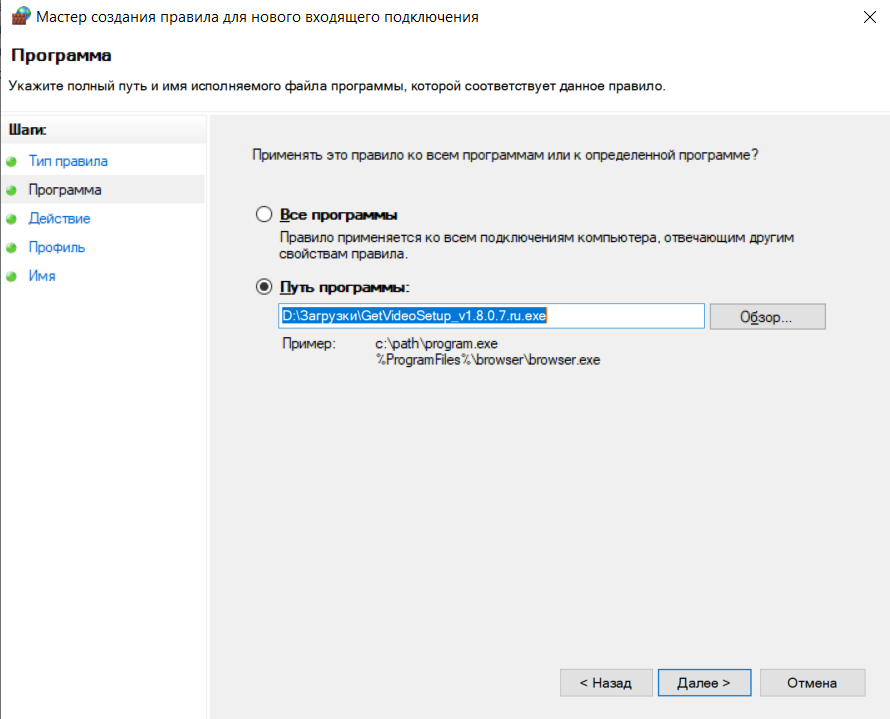 Мастер создания правила для нового входящего подключения
Программа
Укажите полный путь и имя исполняемого файла программы, которой соответствует данное правило.
Шаги:
Тип правила
Программа
Действие
Профиль
Имя
Применять это правило ко всем программам или к определенной программе?
Все программы
Правило применяется ко всем подключениям компьютера, отвечающим другим
свойствам правила.
Путь программы:
D:\Загрузки\GetVideoSetup_v1.8.0.7.ru.exe
Обзор...
Пример: c:\path\program.exe
%ProgramFiles%\browser\browser.exe
< Назад Далее > Отмена